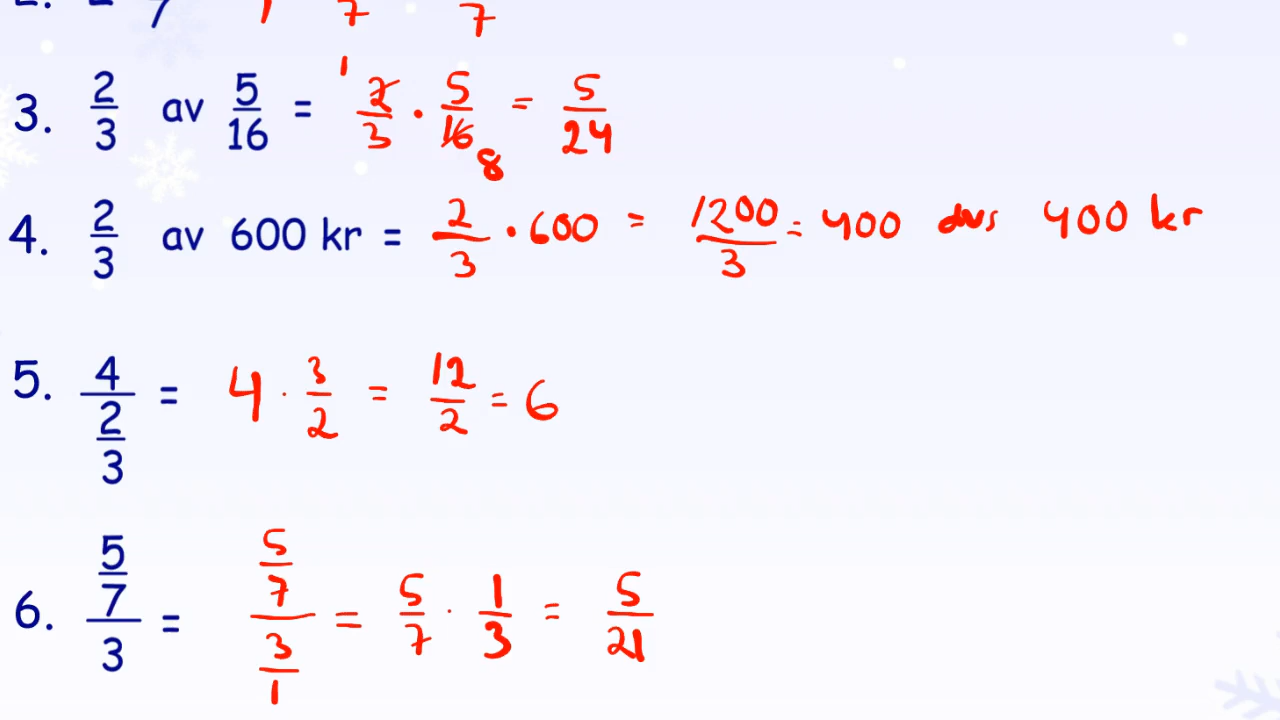 3. 2/3 av 5/16 = 1 2/3 · 5/16 8 = 5/24
4. 2/3 av 600 kr = 2/3 · 600 = 1200/3 = 400 dvs 400 kr
5. 4/(2/3) = 4 · 3/2 = 12/2 = 6
6. (5/7)/3 = (5/7)/(3/1) = 5/7 · 1/3 = 5/21